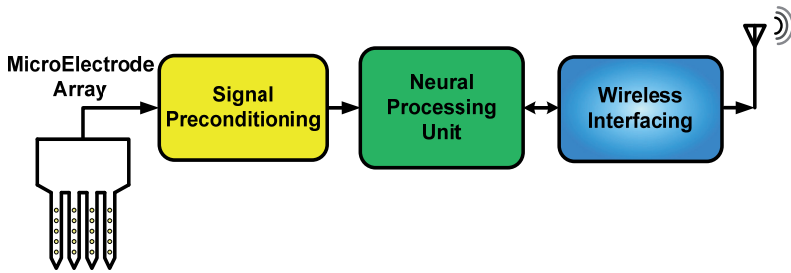 MicroElectrode
Array
Signal
Preconditioning
Neural
Processing
Unit
Wireless
Interfacing